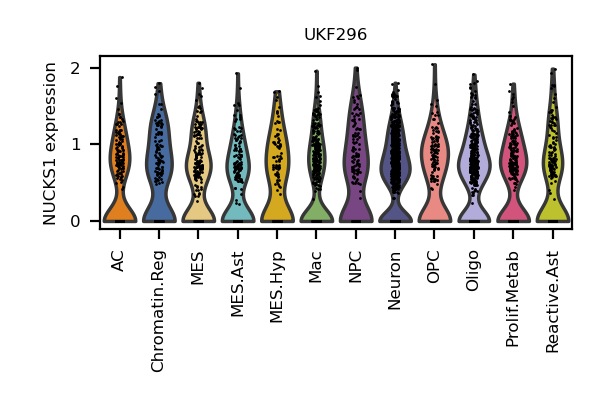 UKF296
NUCKS1 expression
2
1
0
AC
Chromatin.Reg
MES
MES.Ast
MES.Hyp
Mac
NPC
Neuron
OPC
Oligo
Prolif.Metab
Reactive.Ast